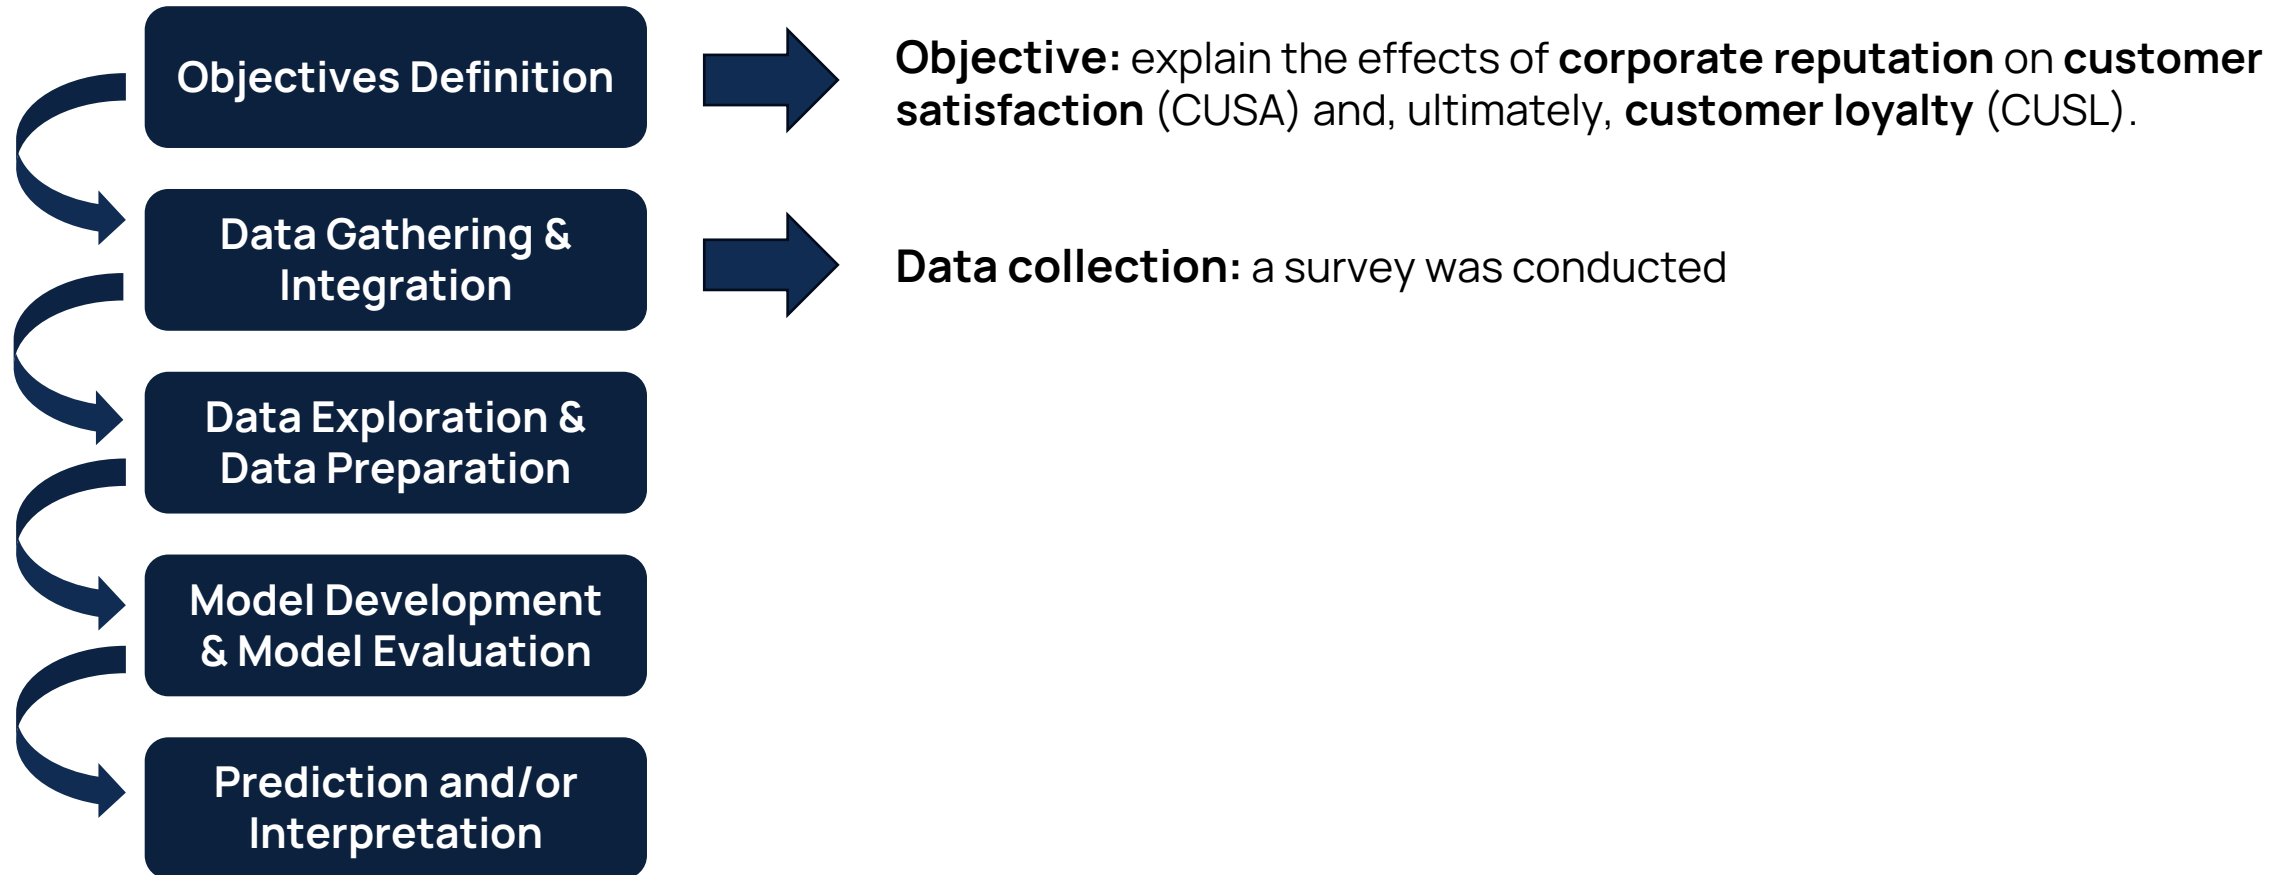 Objectives Definition
Objective: explain the effects of corporate reputation on customer
satisfaction (CUSA) and, ultimately, customer loyalty (CUSL).
Data Gathering &
Integration
Data collection: a survey was conducted
Data Exploration &
Data Preparation
Model Development
& Model Evaluation
Prediction and/or
Interpretation